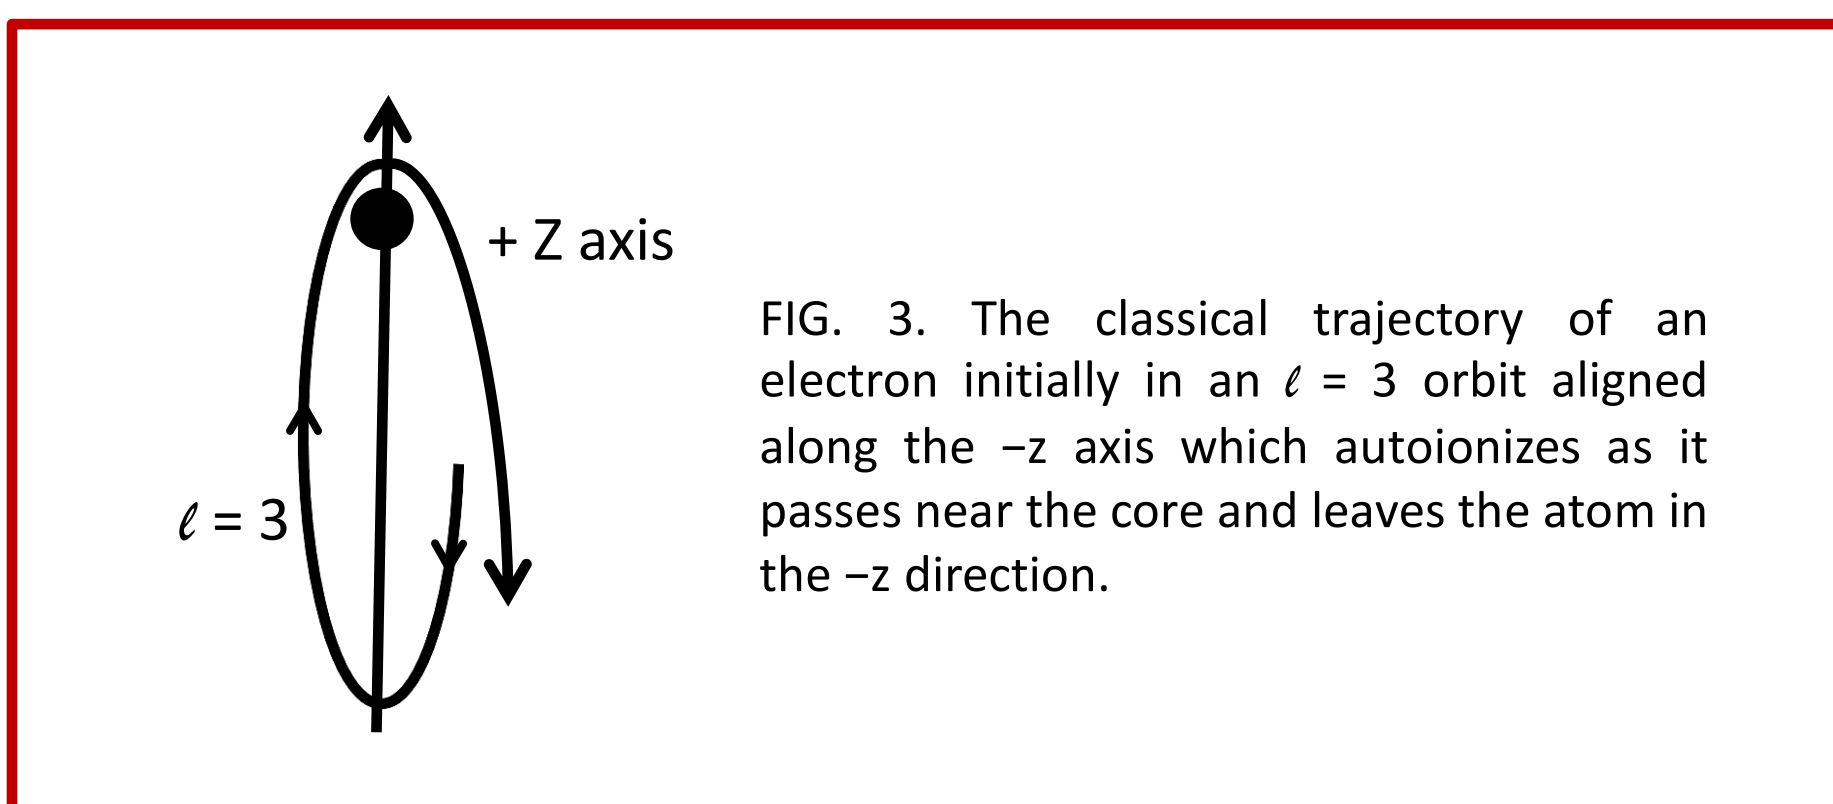 + Z axis
ℓ = 3
FIG. 3. The classical trajectory of an
electron initially in an ℓ = 3 orbit aligned
along the −z axis which autoionizes as it
passes near the core and leaves the atom in
the −z direction.